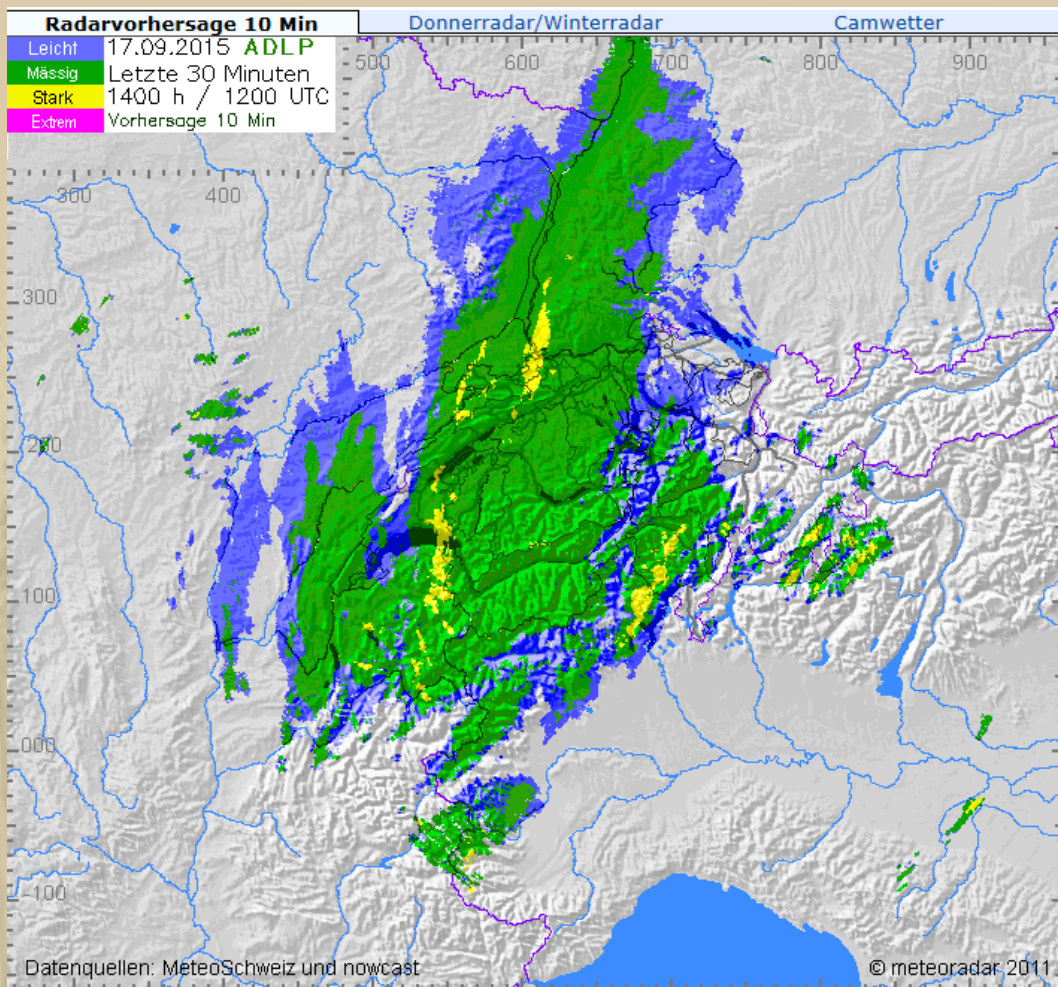 Radarvorhersage 10 Min
Donnerradar/Winterradar
Camwetter
Leicht 17.09.2015 ADLP
Mässig Letzte 30 Minuten
Stark 1400 h / 1200 UTC
Extrem Vorhersage 10 Min
500 600 700 800 900
300 400
300
200
100
000
-100
Datenquellen: MeteoSchweiz und nowcast
© meteoradar 2011